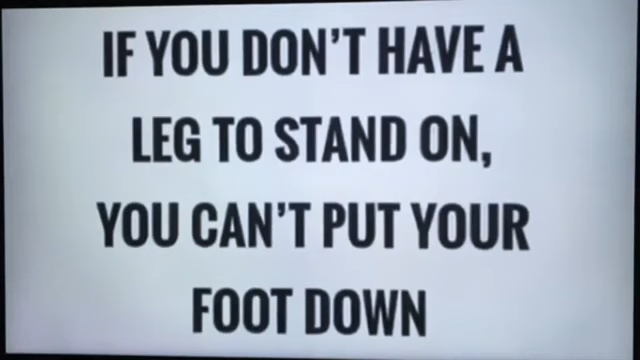 IF YOU DON'T HAVE A
LEG TO STAND ON,
YOU CAN'T PUT YOUR
FOOT DOWN